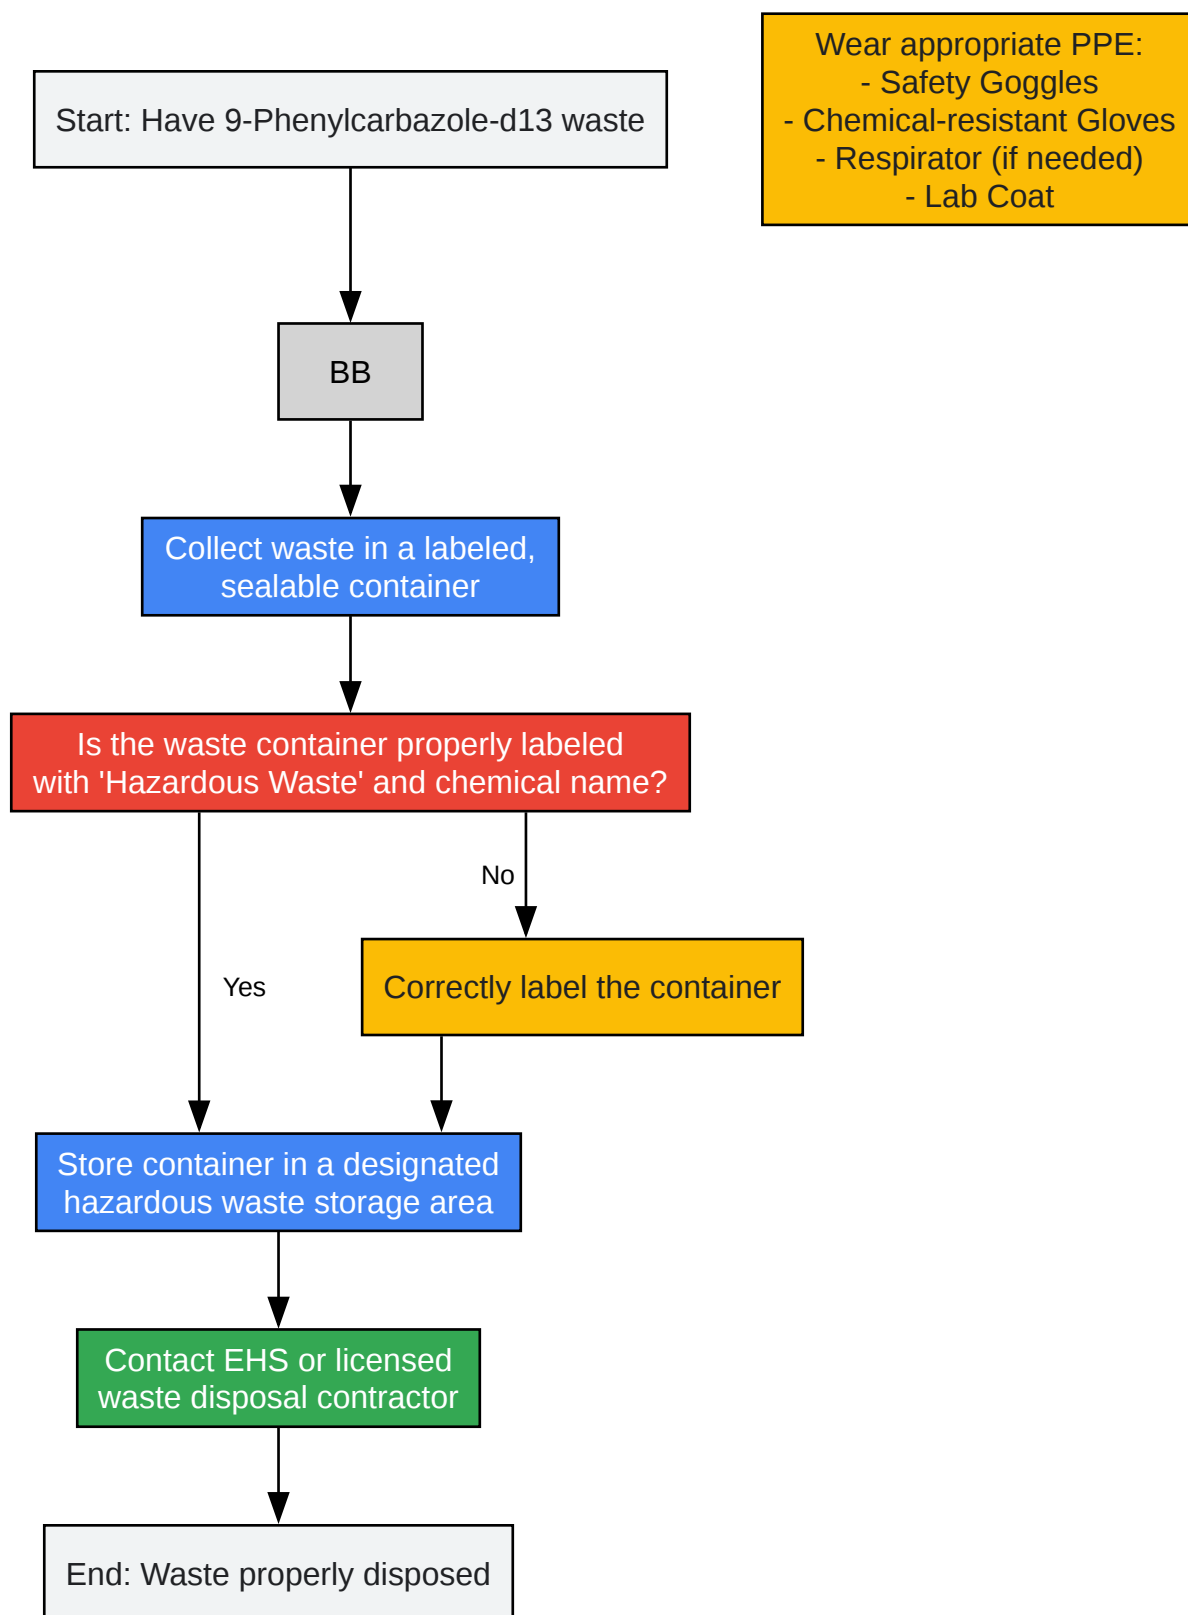 Wear appropriate PPE:
- Safety Goggles
- Chemical-resistant Gloves
- Respirator (if needed)
- Lab Coat
Start: Have 9-Phenylcarbazole-d13 waste
BB
Collect waste in a labeled,
sealable container
Is the waste container properly labeled
with 'Hazardous Waste' and chemical name?
No
Yes
Correctly label the container
Store container in a designated
hazardous waste storage area
Contact EHS or licensed
waste disposal contractor
End: Waste properly disposed